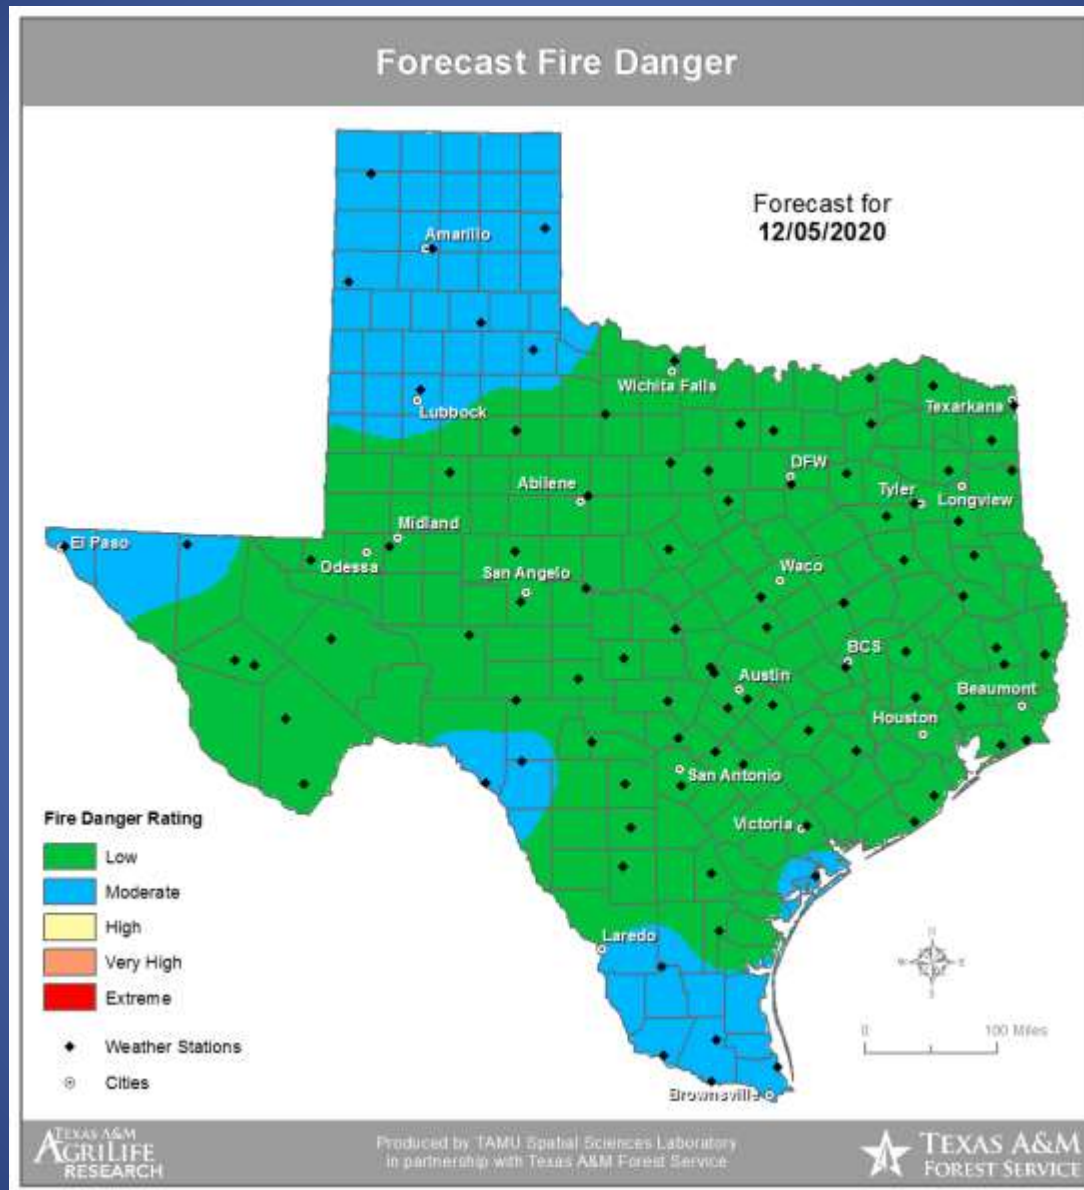 Forecast Fire Danger
Forecast for
12/05/2020
Amarillo
Lubbock
Wichita Falls
Texarkana
DFW
Abilene
Tyler
Longview
Midland
El Paso
Odessa
San Angelo
Waco
BCS
Austin
Beaumont
Houston
San Antonio
Victoria
Laredo
Brownsville
Fire Danger Rating
Low
Moderate
High
Very High
Extreme
Weather Stations
Cities
N
W E
S
0 100 Miles
TEXAS A&M
AGRILIFE
RESEARCH
Produced by TAMU Spatial Sciences Laboratory
in partnership with Texas A&M Forest Service
TEXAS A&M
FOREST SERVICE